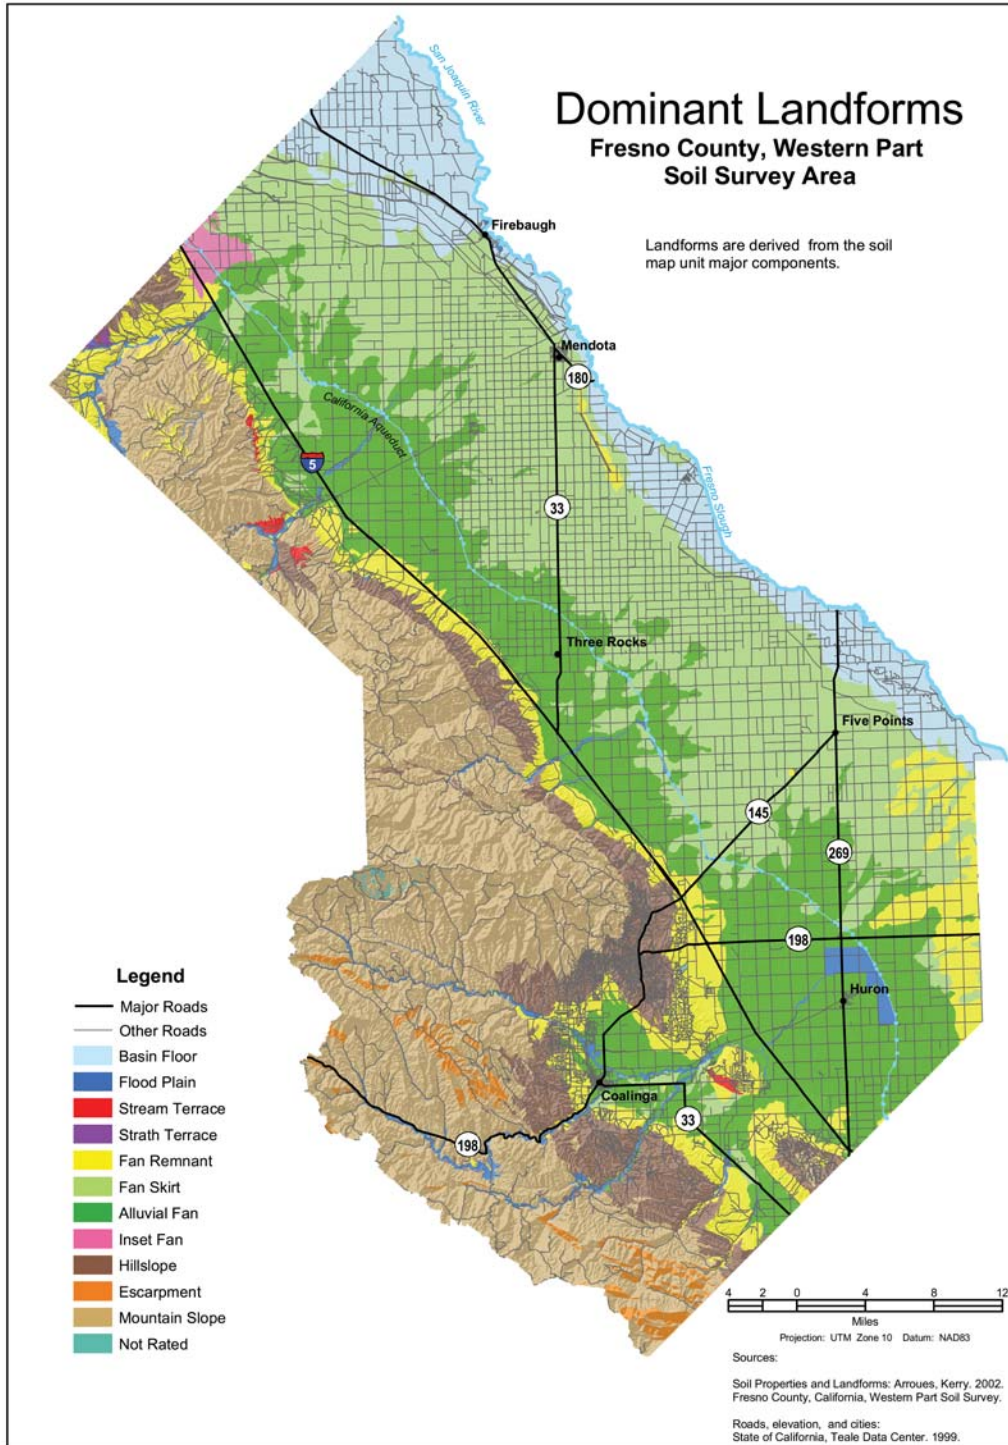 Dominant Landforms
Fresno County, Western Part
Soil Survey Area
Landforms are derived from the soil
map unit major components.
San Joaquin River
Firebaugh
Mendota
180
California Aqueduct
5
33
Fresno Slough
Three Rocks
Five Points
145
269
198
Huron
Coalinga
33
198
Legend
Major Roads
Other Roads
Basin Floor
Flood Plain
Stream Terrace
Strath Terrace
Fan Remnant
Fan Skirt
Alluvial Fan
Inset Fan
Hillslope
Escarpment
Mountain Slope
Not Rated
4 2 0 4 8 12
Miles
Projection: UTM Zone 10 Datum: NAD83
Sources:
Soil Properties and Landforms: Arroues, Kerry. 2002.
Fresno County, California, Western Part Soil Survey.
Roads, elevation, and cities:
State of California, Teale Data Center. 1999.